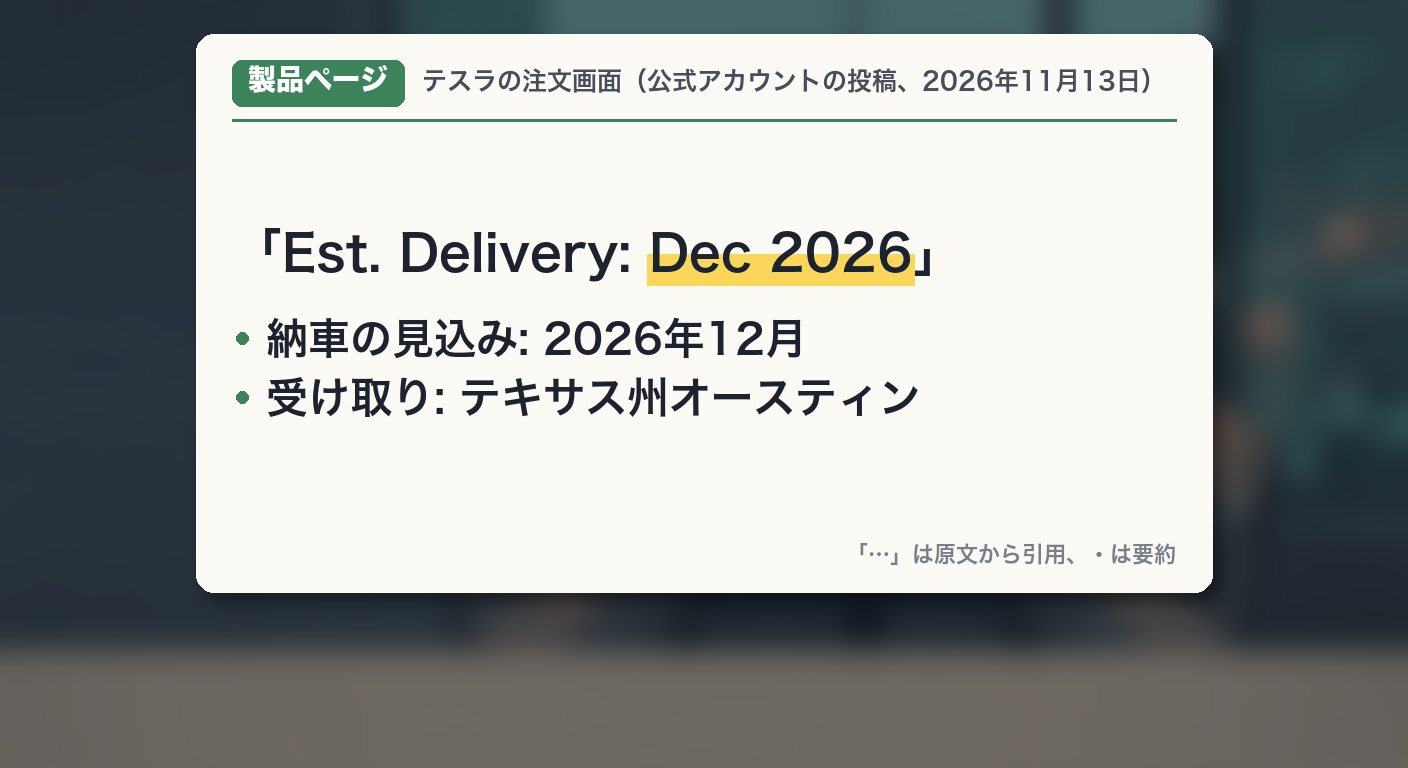 製品ページ テスラの注文画面（公式アカウントの投稿、2026年11月13日）
「Est. Delivery: Dec 2026」
• 納車の見込み: 2026年12月
• 受け取り: テキサス州オースティン
「…」は原文から引用、・は要約